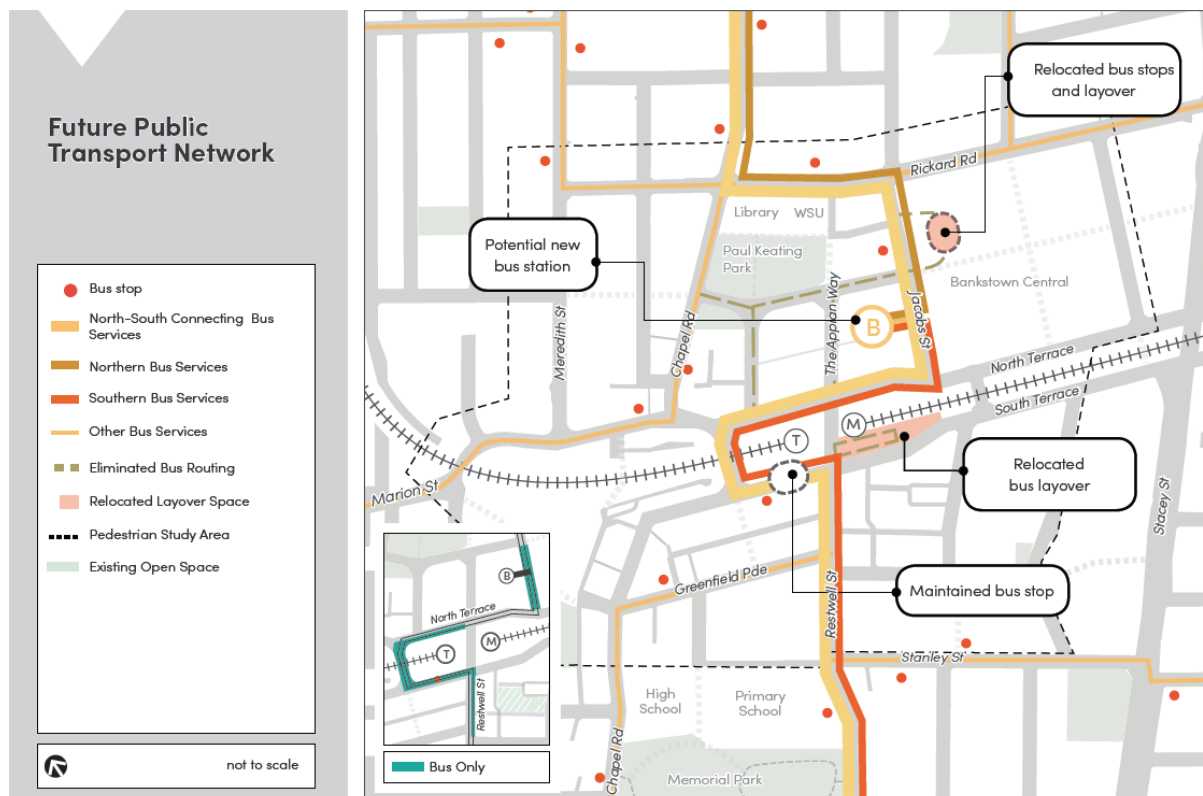 Future Public
Transport Network
Bus stop
North-South Connecting Bus
Services
Northern Bus Services
Southern Bus Services
Other Bus Services
Eliminated Bus Routing
Relocated Layover Space
Pedestrian Study Area
Existing Open Space
not to scale
Relocated bus stops
and layover
Rickard Rd
Library
WSU
Potential new
bus station
Paul Keating
Park
Bankstown Central
Meredith St
Chapel Rd
The Appian Way
Jacobs St
B
North Terrace
South Terrace
M
T
Marion St
Relocated
bus layover
Stacey St
Greenfield Pde
Restwell St
Maintained bus stop
Stanley St
High
School
Primary
School
Chapel Rd
Memorial Park
B
North Terrace
M
T
Restwell St
Bus Only